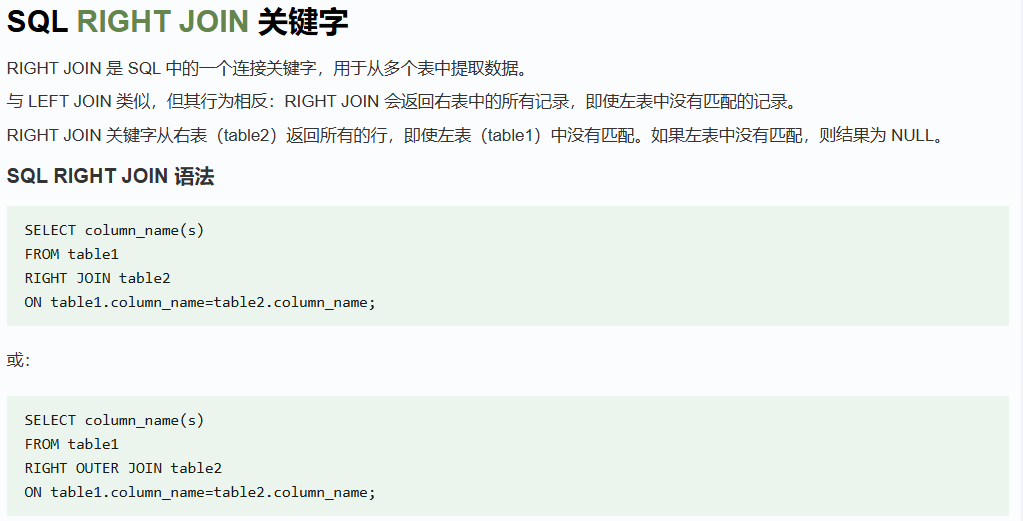 SQL RIGHT JOIN 关键字
RIGHT JOIN 是 SQL 中的一个连接关键字，用于从多个表中提取数据。
与 LEFT JOIN 类似，但其行为相反：RIGHT JOIN 会返回右表中的所有记录，即使左表中没有匹配的记录。
RIGHT JOIN 关键字从右表（table2）返回所有的行，即使左表（table1）中没有匹配。如果左表中没有匹配，则结果为 NULL。
SQL RIGHT JOIN 语法
SELECT column_name(s)
FROM table1
RIGHT JOIN table2
ON table1.column_name=table2.column_name;
或：
SELECT column_name(s)
FROM table1
RIGHT OUTER JOIN table2
ON table1.column_name=table2.column_name;